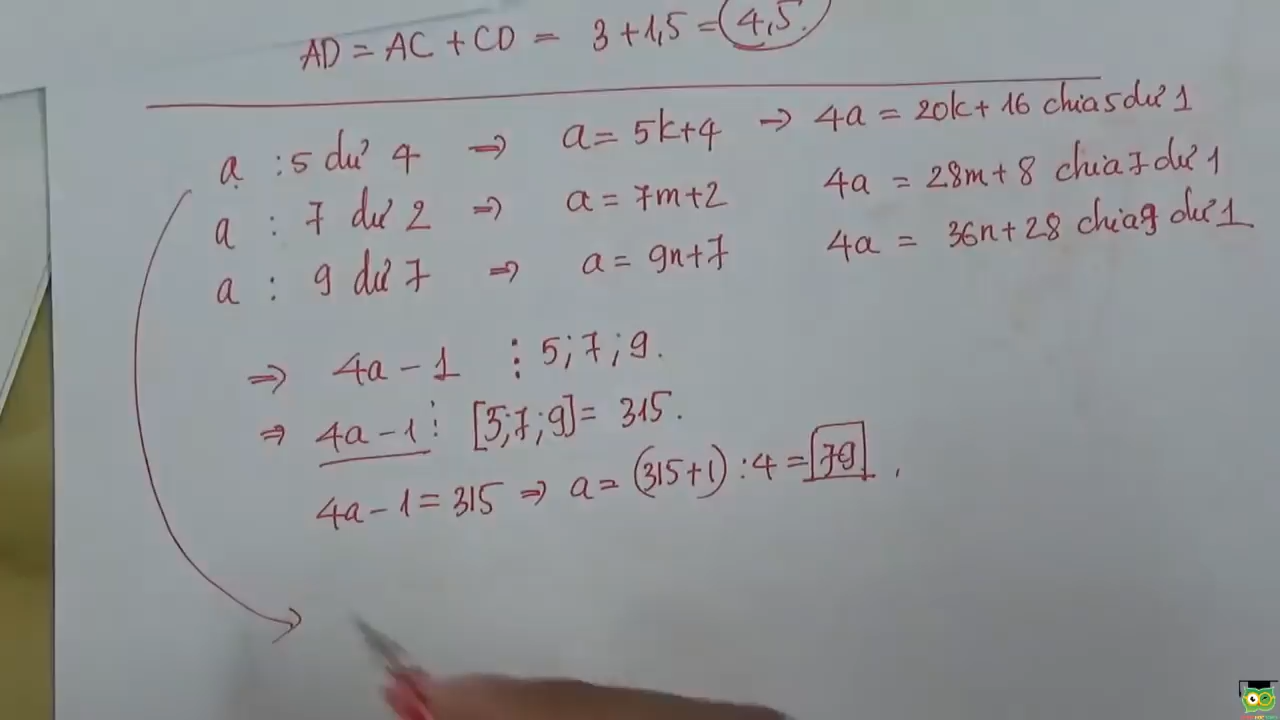 AD = AC + CD = 3 + 1,5 = 4,5.
a : 5 dư 4 => a = 5k+4 => 4a = 20k + 16 chia 5 dư 1
a : 7 dư 2 => a = 7m+2 4a = 28m + 8 chia 7 dư 1
a : 9 dư 7 => a = 9n+7 4a = 36n + 28 chia 9 dư 1
=> 4a - 1 ⋮ 5;7;9.
=> 4a - 1 ⋮ [5;7;9] = 315.
4a - 1 = 315 => a = (315+1) : 4 = 79.